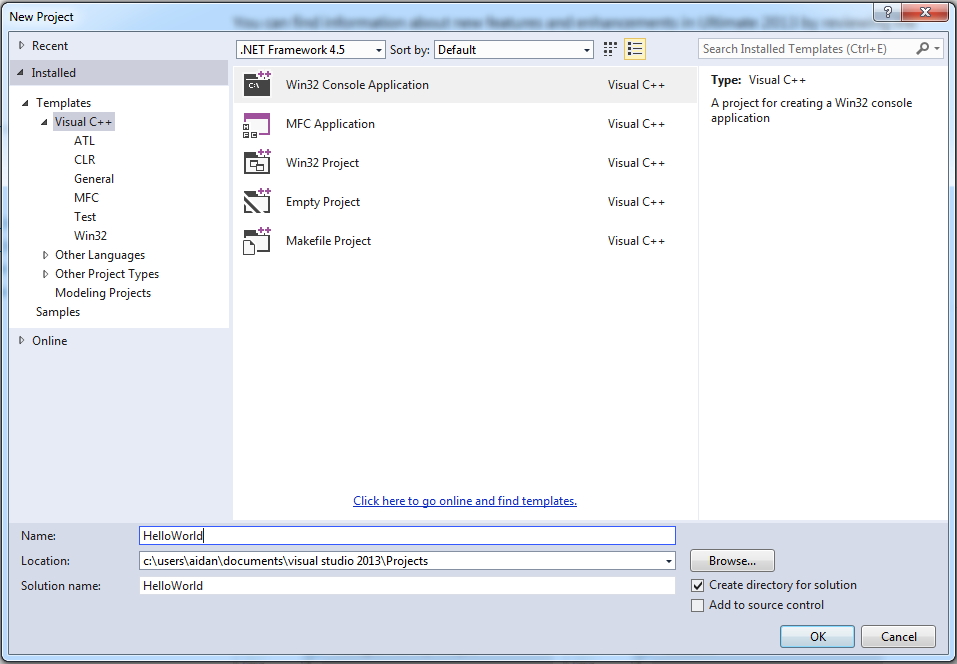 New Project
You can find information about new features and enhancements in Ultimate 2013 by reviewing the
Recent
.NET Framework 4.5
Sort by:
Default
Search Installed Templates (Ctrl+E)
Installed
Templates
Visual C++
ATL
CLR
General
MFC
Test
Win32
Other Languages
Other Project Types
Modeling Projects
Samples
Online
C:\
Win32 Console Application Visual C++
MFC Application Visual C++
Win32 Project Visual C++
Empty Project Visual C++
Makefile Project Visual C++
Click here to go online and find templates.
Type: Visual C++
A project for creating a Win32 console
application
Name: HelloWorld
Location: c:\users\aidan\documents\visual studio 2013\Projects
Browse...
Solution name: HelloWorld
Create directory for solution
Add to source control
OK
Cancel